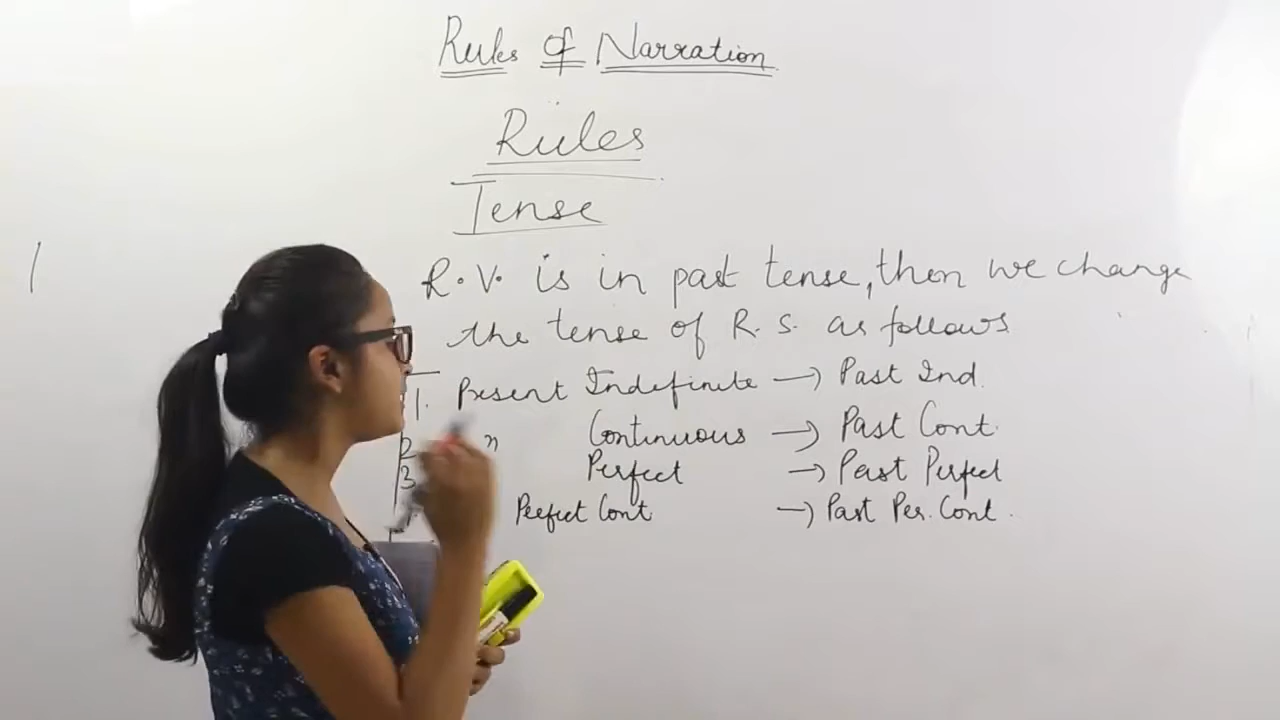 Rules of Narration
Rules
Tense
R.V. is in past tense, then we change
the tense of R.S. as follows
1. Present Indefinite → Past Ind.
2 " Continuous → Past Cont.
3 Perfect → Past Perfect
Perfect Cont → Past Per. Cont.